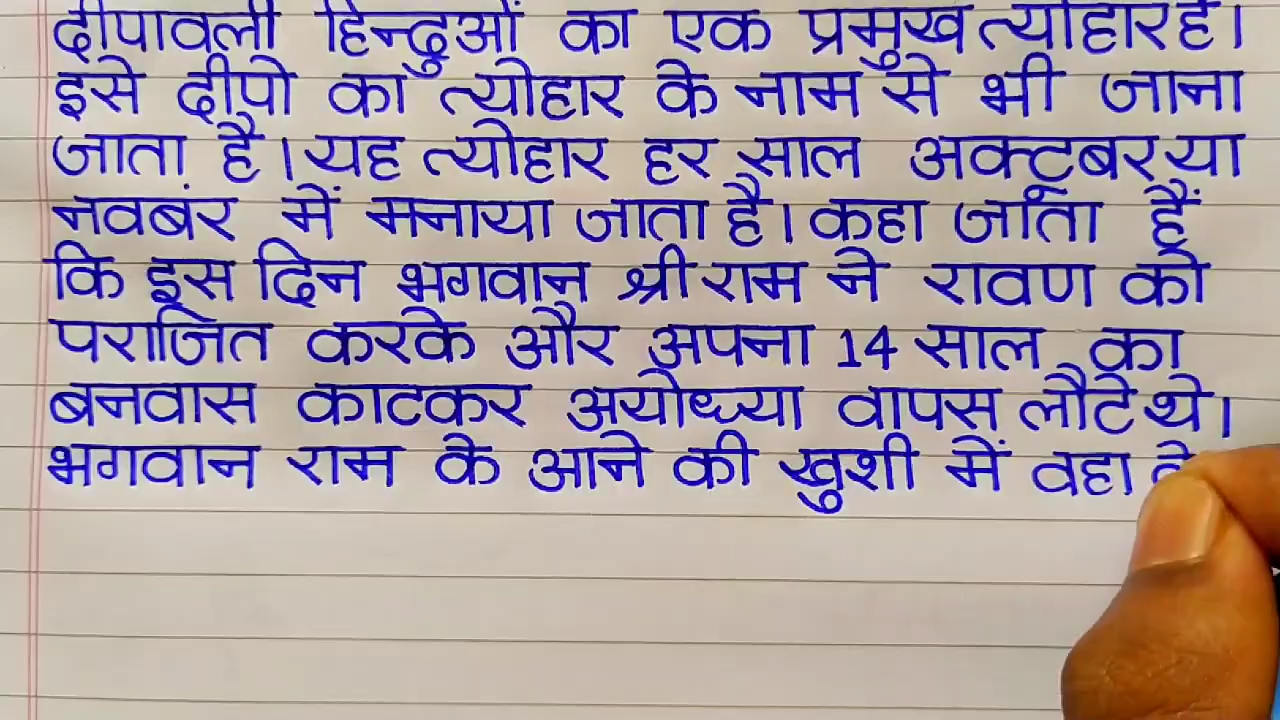 दीपावली हिन्दुओं का एक प्रमुख त्योहार है।
इसे दीपो का त्योहार के नाम से भी जाना
जाता है। यह त्योहार हर साल अक्टूबर या
नवबंर में मनाया जाता है। कहा जाता हैं
कि इस दिन भगवान श्री राम ने रावण को
पराजित करके और अपना 14 साल का
बनवास काटकर अयोध्या वापस लौटे थे।
भगवान राम के आने की खुशी में वहा